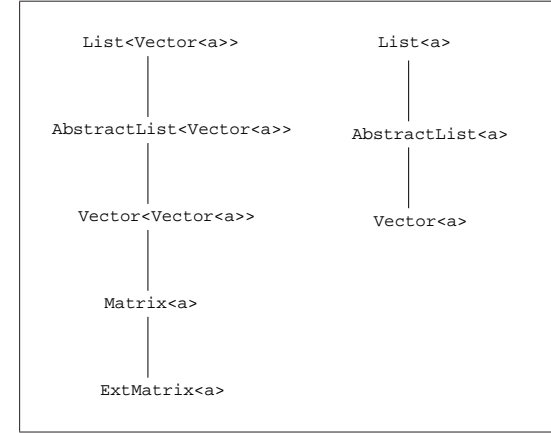 List<Vector<a>>
List<a>
AbstractList<Vector<a>>
AbstractList<a>
Vector<Vector<a>>
Vector<a>
Matrix<a>
ExtMatrix<a>